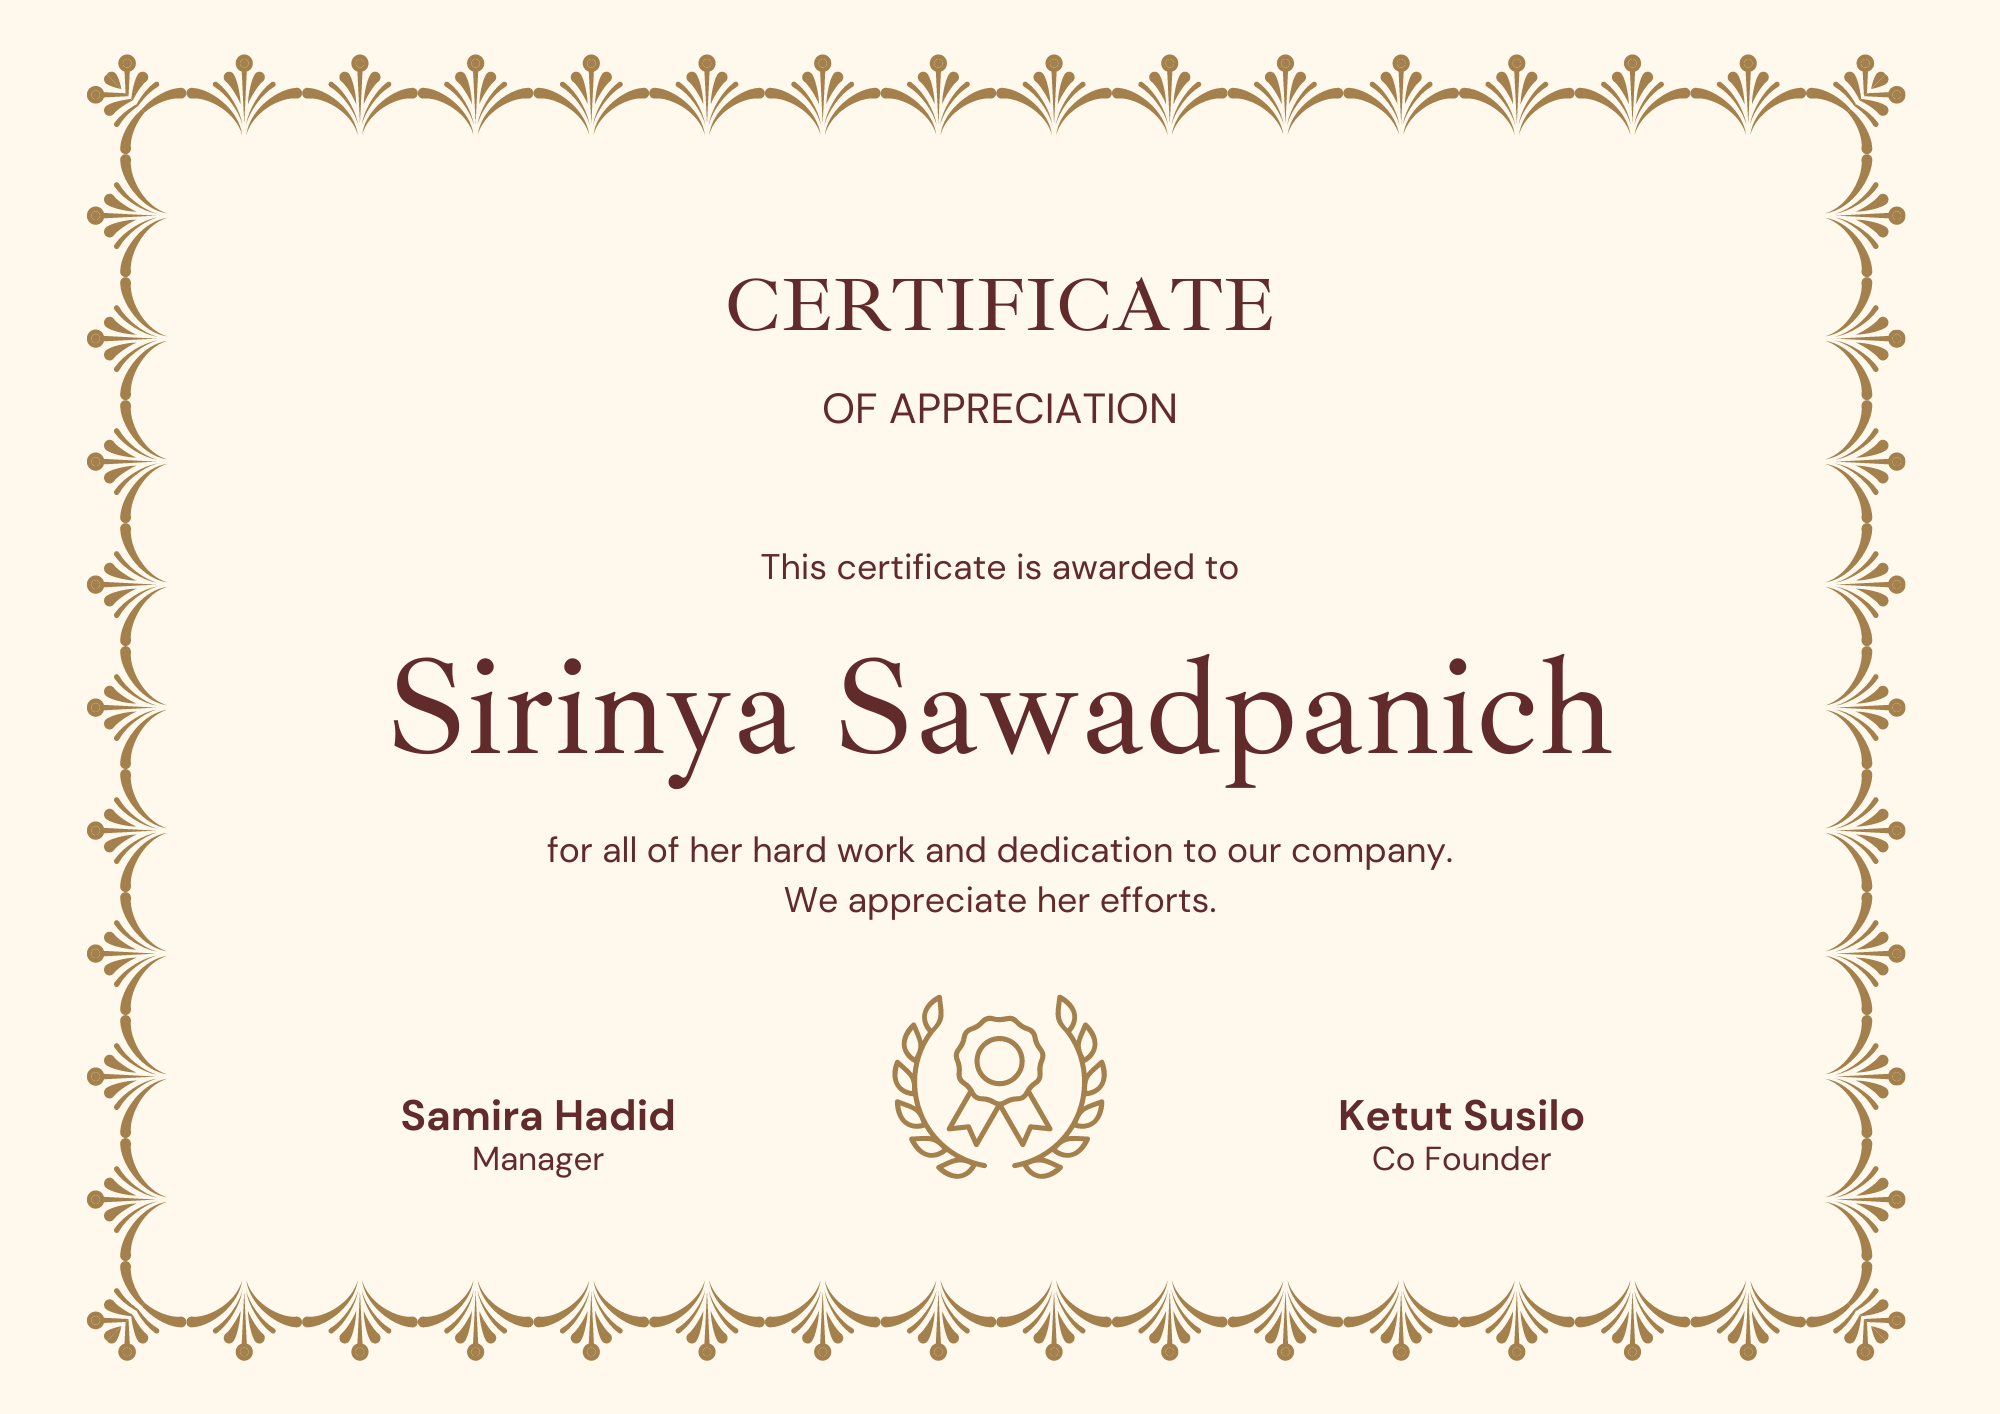 CERTIFICATE
OF APPRECIATION
This certificate is awarded to
Sirinya Sawadpanich
for all of her hard work and dedication to our company.
We appreciate her efforts.
Samira Hadid
Manager
Ketut Susilo
Co Founder